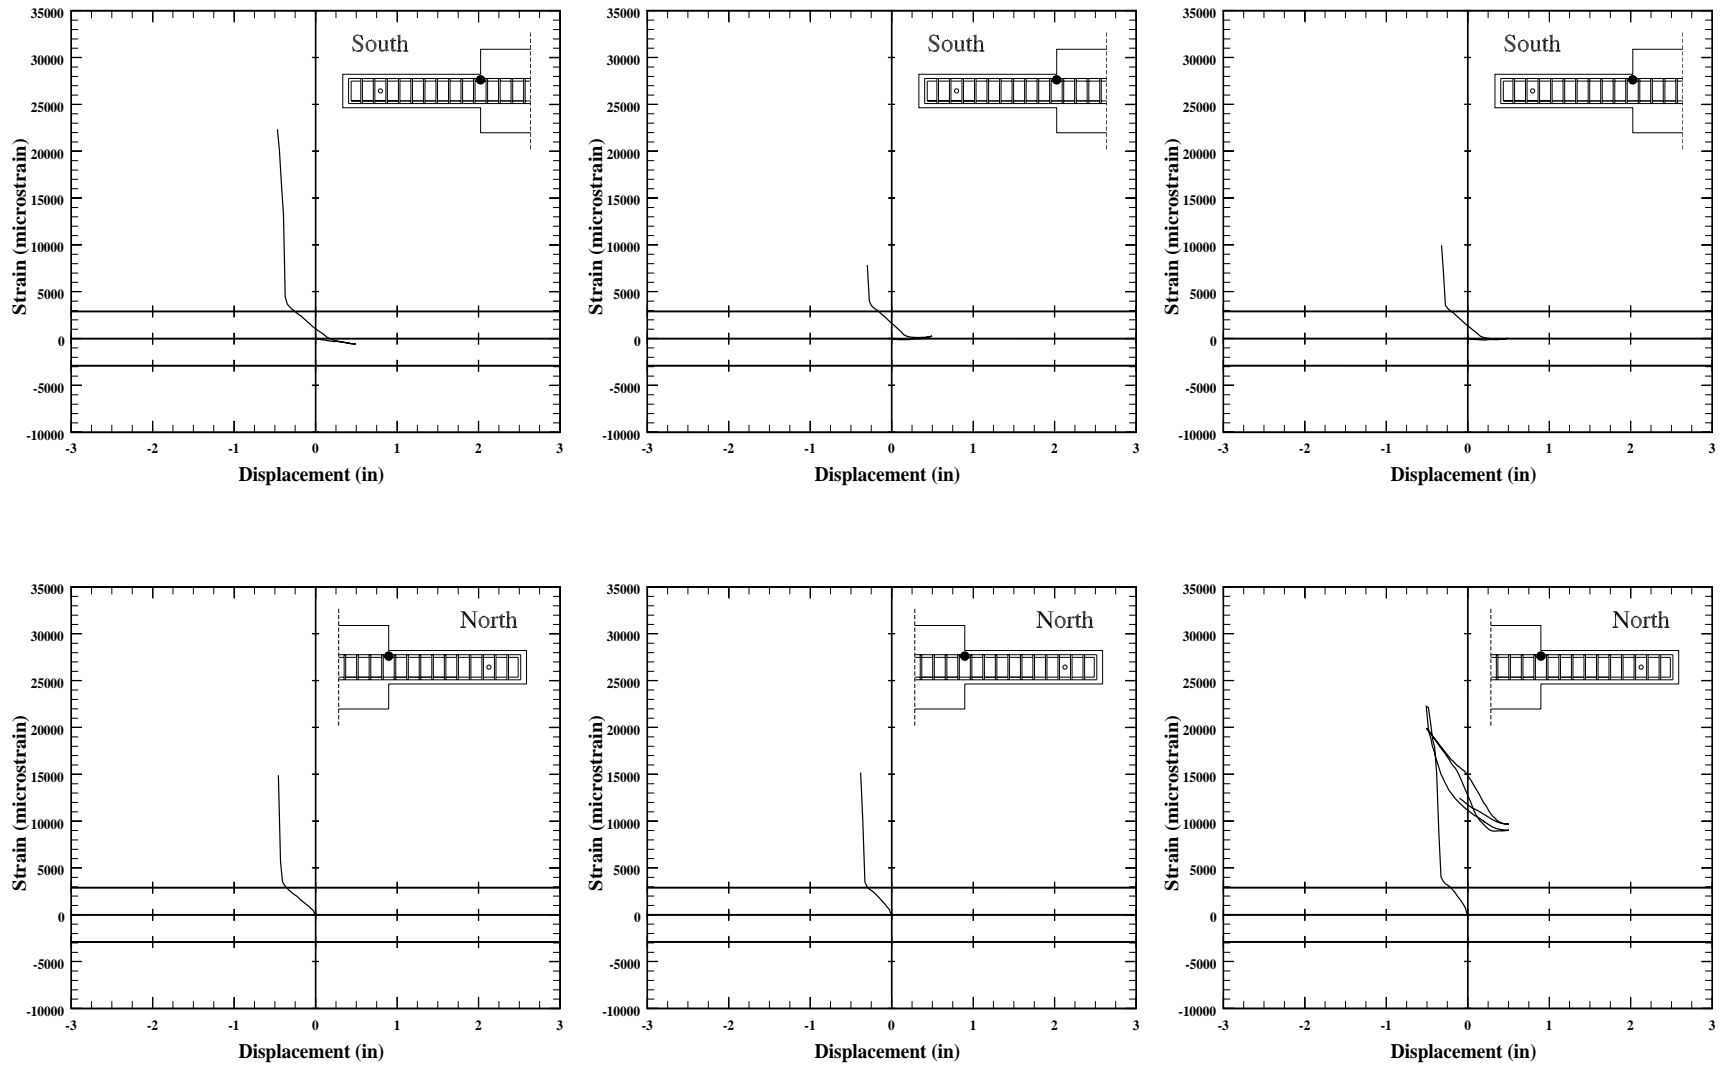 35000 35000 35000
South South South
30000 30000 30000
25000 25000 25000
20000 20000 20000
15000 15000 15000
10000 10000 10000
5000 5000 5000
0 0 0
-5000 -5000 -5000
-10000 -10000 -10000
Strain (microstrain) Strain (microstrain) Strain (microstrain)
-3 -2 -1 0 1 2 3 -3 -2 -1 0 1 2 3 -3 -2 -1 0 1 2 3
Displacement (in) Displacement (in) Displacement (in)
35000 35000 35000
North North North
30000 30000 30000
25000 25000 25000
20000 20000 20000
15000 15000 15000
10000 10000 10000
5000 5000 5000
0 0 0
-5000 -5000 -5000
-10000 -10000 -10000
Strain (microstrain) Strain (microstrain) Strain (microstrain)
-3 -2 -1 0 1 2 3 -3 -2 -1 0 1 2 3 -3 -2 -1 0 1 2 3
Displacement (in) Displacement (in) Displacement (in)